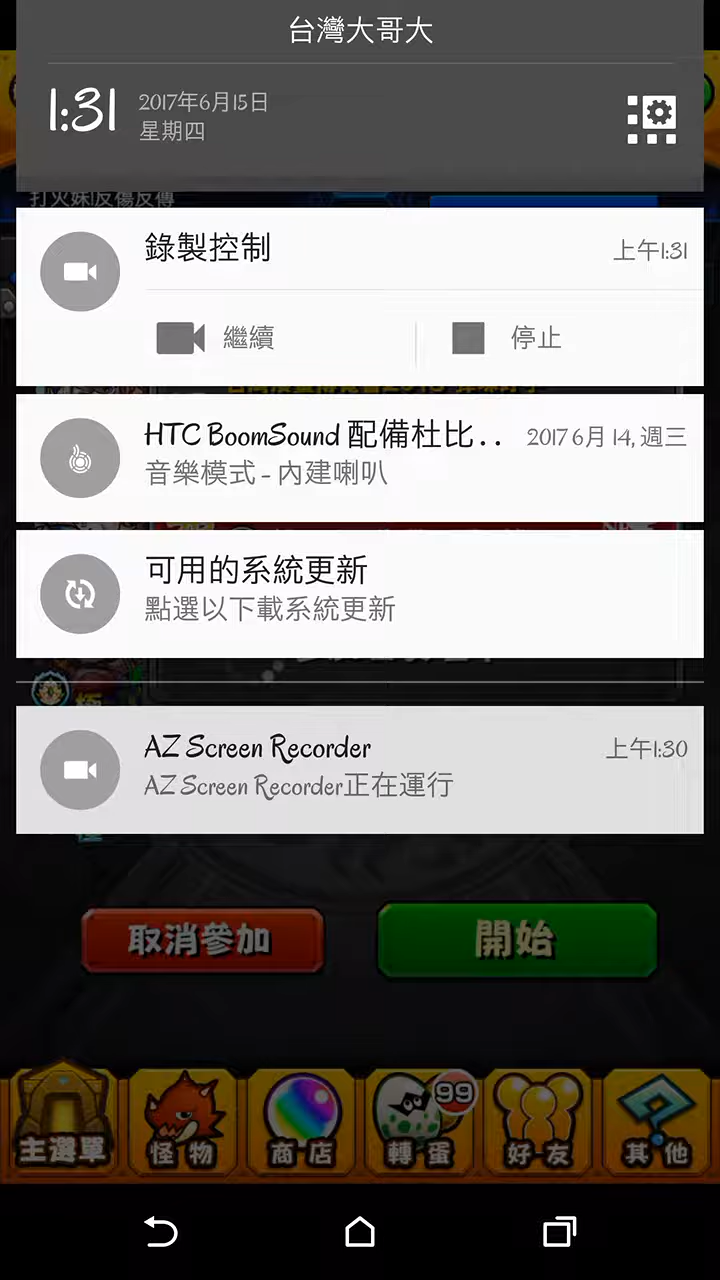 台灣大哥大
1:31
2017年6月15日
星期四
錄製控制
上午1:31
繼續
停止
HTC BoomSound 配備杜比..
2017 6月 14, 週三
音樂模式 - 內建喇叭
可用的系統更新
點選以下載系統更新
AZ Screen Recorder
上午1:30
AZ Screen Recorder正在運行
取消參加
開始
99
主選單
怪物
商店
轉蛋
好友
其他